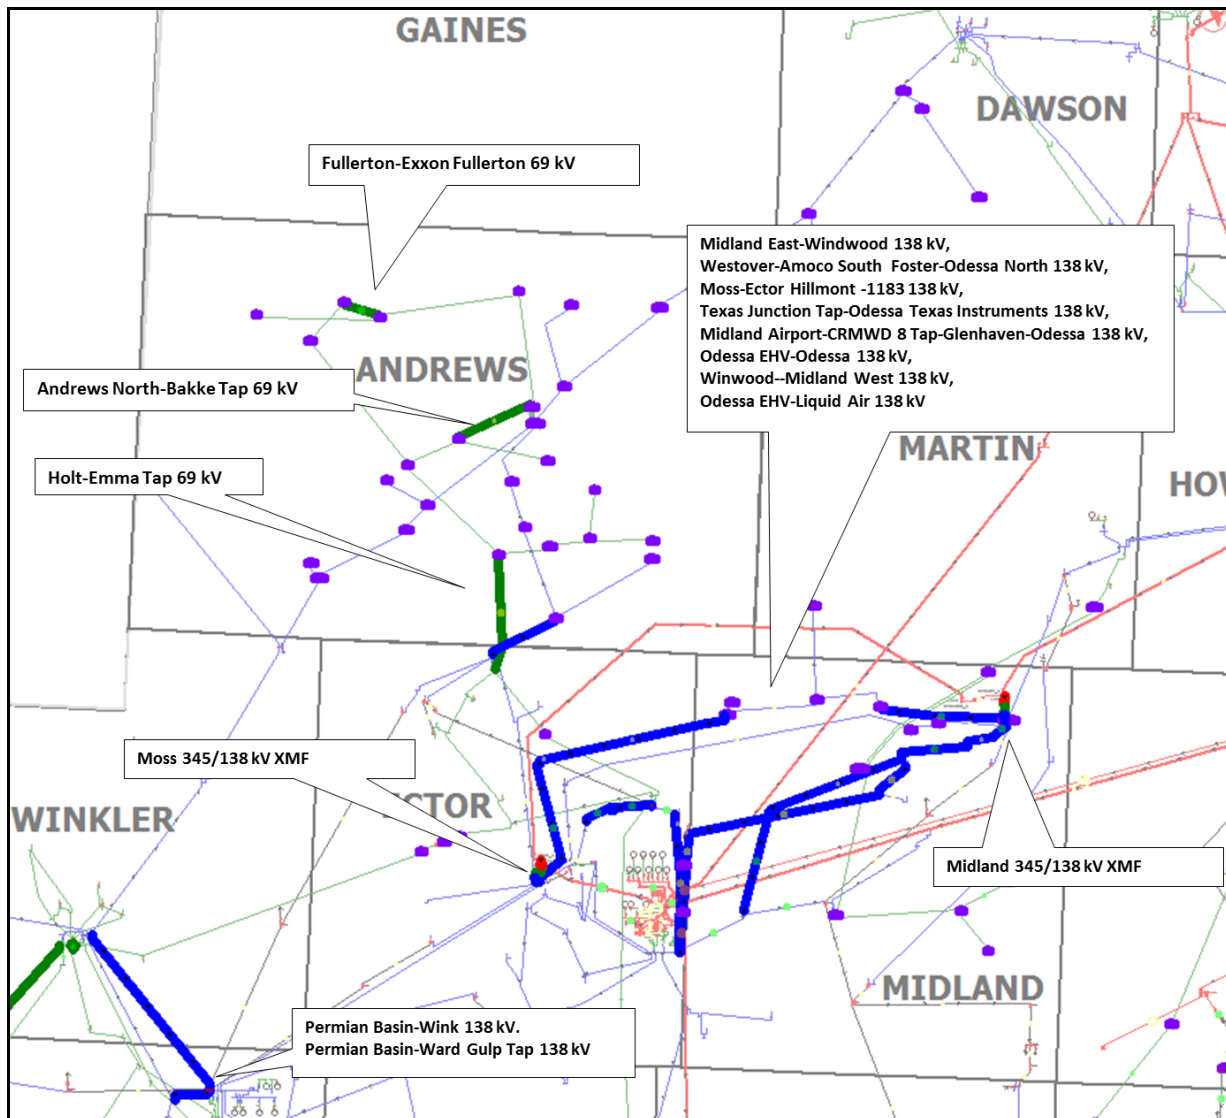 GAINES
DAWSON
Fullerton-Exxon Fullerton 69 kV
Midland East-Windwood 138 kV,
Westover-Amoco South Foster-Odessa North 138 kV,
Moss-Ector Hillmont -1183 138 kV,
Texas Junction Tap-Odessa Texas Instruments 138 kV,
Midland Airport-CRMWD 8 Tap-Glenhaven-Odessa 138 kV,
Odessa EHV-Odessa 138 kV,
Winwood--Midland West 138 kV,
Odessa EHV-Liquid Air 138 kV
ANDREWS
Andrews North-Bakke Tap 69 kV
MARTIN
Holt-Emma Tap 69 kV
HOW
Moss 345/138 kV XMF
ECTOR
WINKLER
Midland 345/138 kV XMF
MIDLAND
Permian Basin-Wink 138 kV.
Permian Basin-Ward Gulp Tap 138 kV